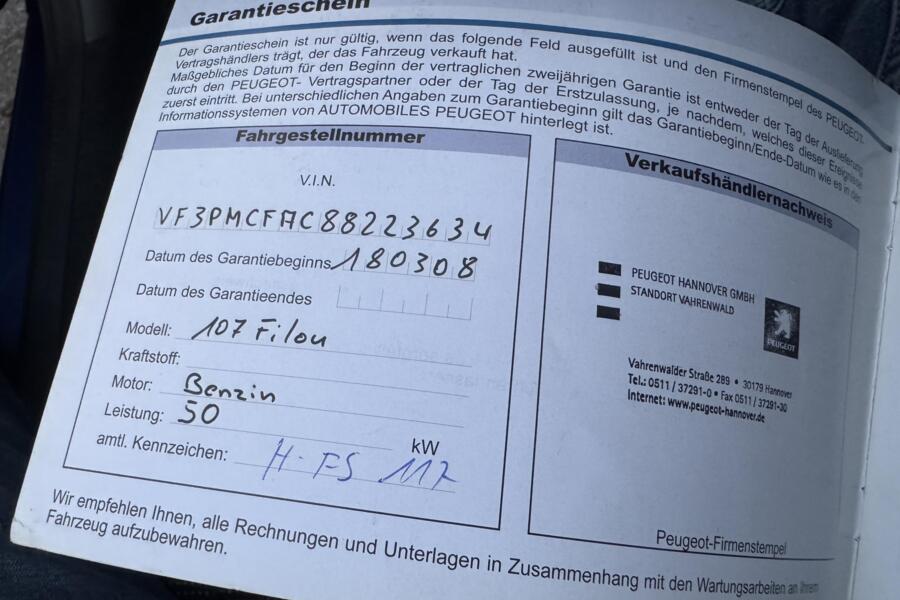 Garantieschein
Der Garantieschein ist nur gültig, wenn das folgende Feld ausgefüllt ist und den Firmenstempel des PEUGEOT-
Vertragshändlers trägt, der das Fahrzeug verkauft hat.
Maßgebliches Datum für den Beginn der vertraglichen zweijährigen Garantie ist entweder der Tag der Auslieferung
durch den PEUGEOT- Vertragspartner oder der Tag der Erstzulassung, je nachdem, welches dieser Ereignisse
zuerst eintritt. Bei unterschiedlichen Angaben zum Garantiebeginn gilt das Garantiebeginn/Ende-Datum wie es in den
Informationssystemen von AUTOMOBILES PEUGEOT hinterlegt ist.
Fahrgestellnummer
V.I.N.
VF3PMCFAC88223634
Datum des Garantiebeginns 180308
Datum des Garantieendes
Modell: 107 Filou
Kraftstoff:
Motor: Benzin
Leistung: 50 kW
amtl. Kennzeichen: H-FS 117
Verkaufshändlernachweis
PEUGEOT HANNOVER GMBH
STANDORT VAHRENWALD
PEUGEOT
Vahrenwalder Straße 289 • 30179 Hannover
Tel.: 0511 / 37291-0 • Fax 0511 / 37291-30
Internet: www.peugeot-hannover.de
Peugeot-Firmenstempel
Wir empfehlen Ihnen, alle Rechnungen und Unterlagen in Zusammenhang mit den Wartungsarbeiten an Ihrem
Fahrzeug aufzubewahren.